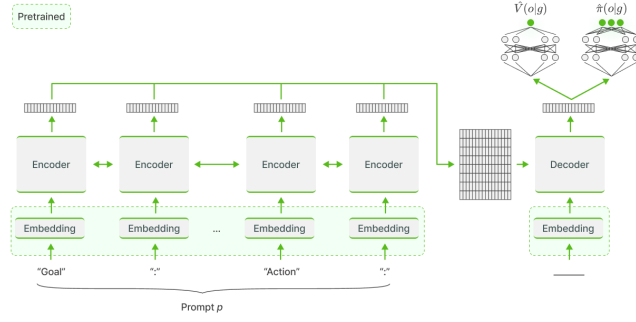 Pretrained
V̂(o|g) π̂(o|g)
Encoder Encoder Encoder Encoder Decoder
Embedding Embedding ... Embedding Embedding Embedding
“Goal” “:” “Action” “:”
Prompt p